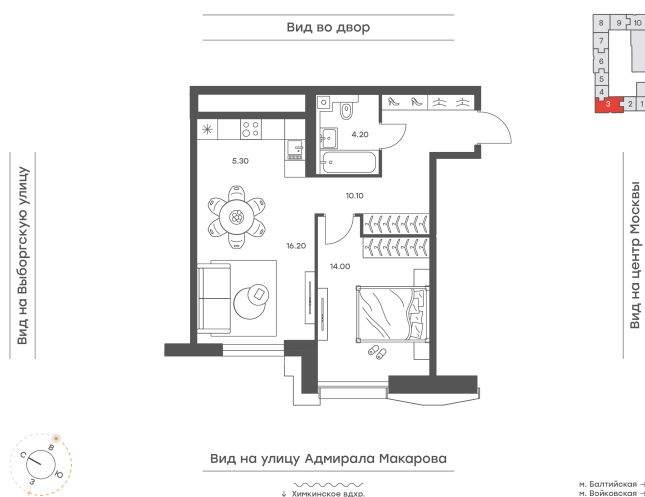 Вид во двор
8 9 10
7
6
5
4
3 2 1
4.20
5.30
10.10
16.20
14.00
Вид на Выборгскую улицу
Вид на центр Москвы
Вид на улицу Адмирала Макарова
С
В
Ю
З
↓ Химкинское вдхр.
м. Балтийская
м. Войковская